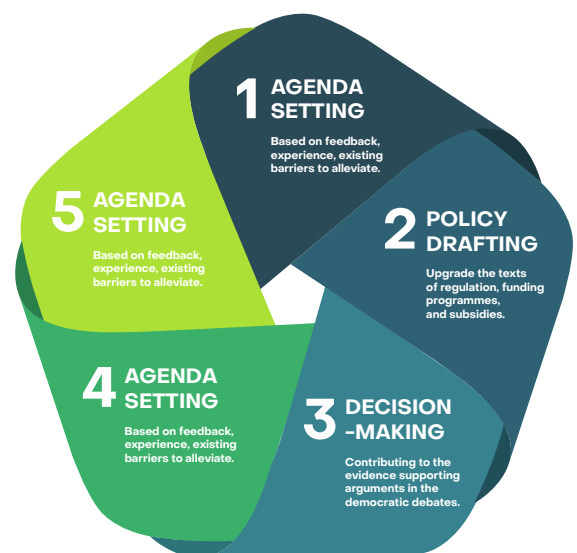 1
AGENDA
SETTING
Based on feedback,
experience, existing
barriers to alleviate.
2
POLICY
DRAFTING
Upgrade the texts
of regulation, funding
programmes,
and subsidies.
3
DECISION
-MAKING
Contributing to the
evidence supporting
arguments in the
democratic debates.
4
AGENDA
SETTING
Based on feedback,
experience, existing
barriers to alleviate.
5
AGENDA
SETTING
Based on feedback,
experience, existing
barriers to alleviate.